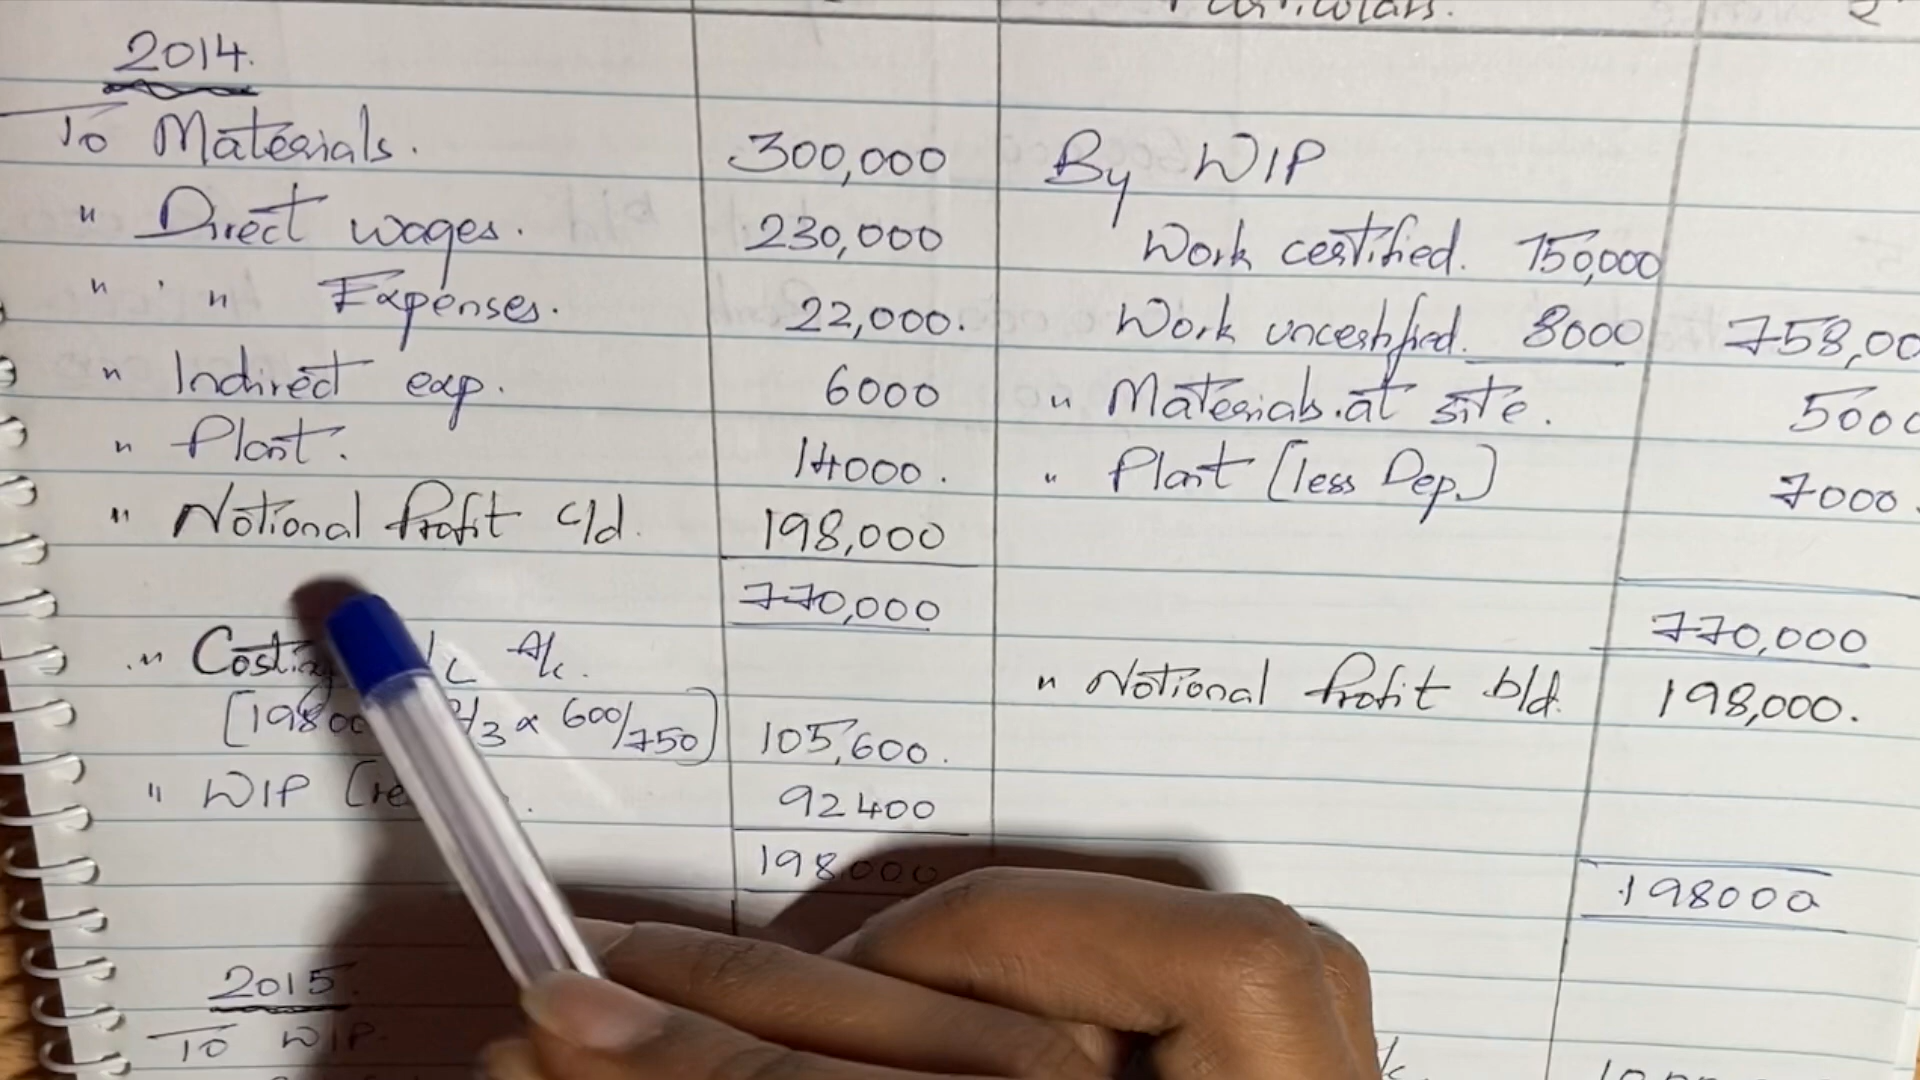 Particulars.
2014.
To Materials. 300,000 By WIP
" Direct wages. 230,000 Work certified. 750,000
" " Expenses. 22,000. Work uncertified. 8000 758,00
" Indirect exp. 6000 " Materials at site. 5000
" Plant. 14000. " Plant [less Dep.] 7000.
" Notional Profit c/d. 198,000
770,000 770,000
" Costing A/c. " Notional Profit b/d. 198,000.
[19800 2/3 x 600/750] 105,600.
" WIP [re 92400
198,000 198000
2015.
To WIP.